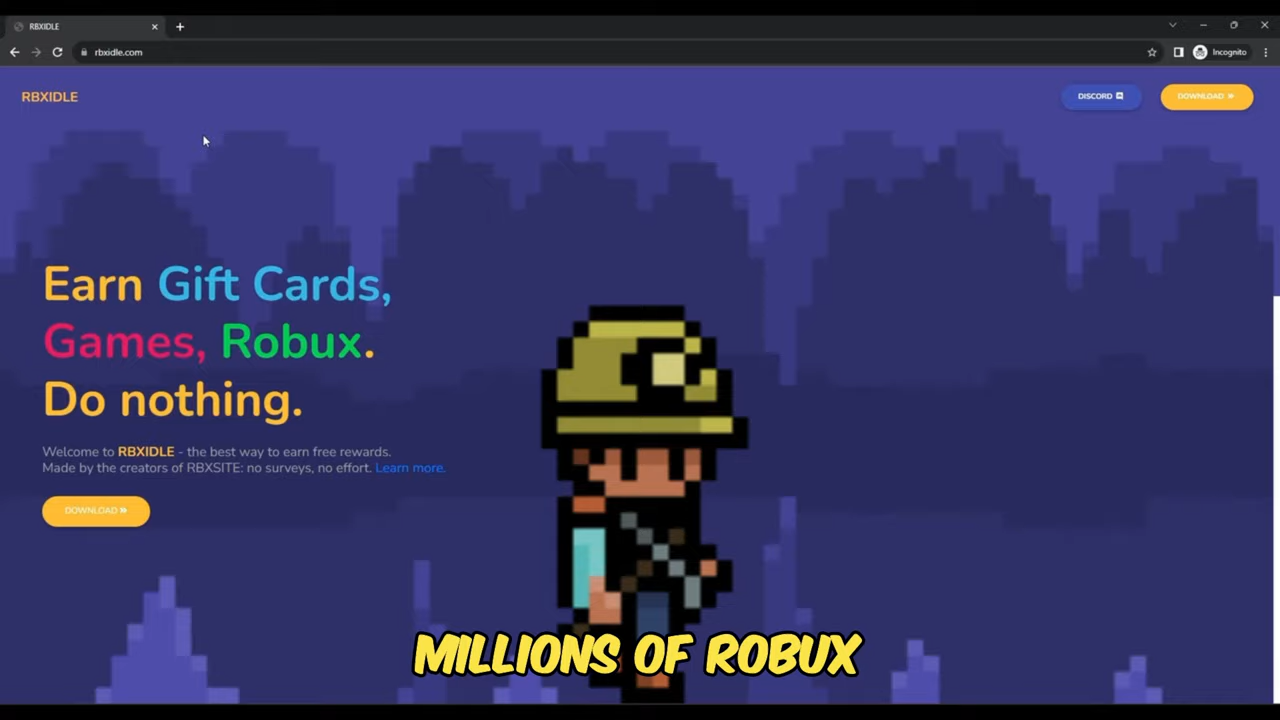 RBXIDLE
rbxidle.com
Incognito
RBXIDLE
DISCORD
DOWNLOAD »
Earn Gift Cards,
Games, Robux.
Do nothing.
Welcome to RBXIDLE - the best way to earn free rewards.
Made by the creators of RBXSITE: no surveys, no effort. Learn more.
DOWNLOAD »
MILLIONS OF ROBUX